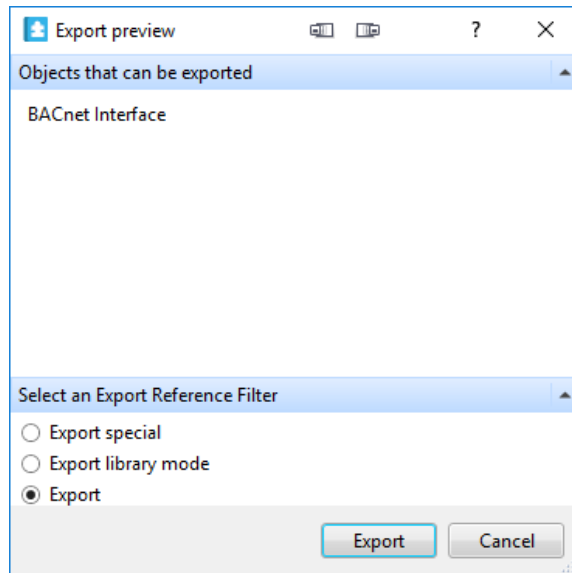 Export preview ?
Objects that can be exported
BACnet Interface
Select an Export Reference Filter
Export special
Export library mode
Export
Export Cancel